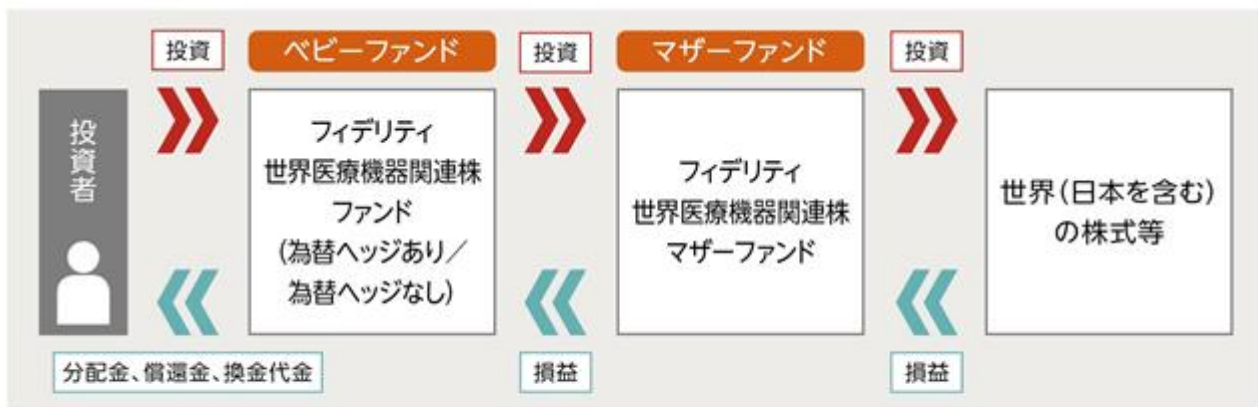 投資
ベビーファンド
投資
マザーファンド
投資
投資者
フィデリティ
世界医療機器関連株
ファンド
(為替ヘッジあり／
為替ヘッジなし)
フィデリティ
世界医療機器関連株
マザーファンド
世界(日本を含む)
の株式等
分配金、償還金、換金代金
損益
損益